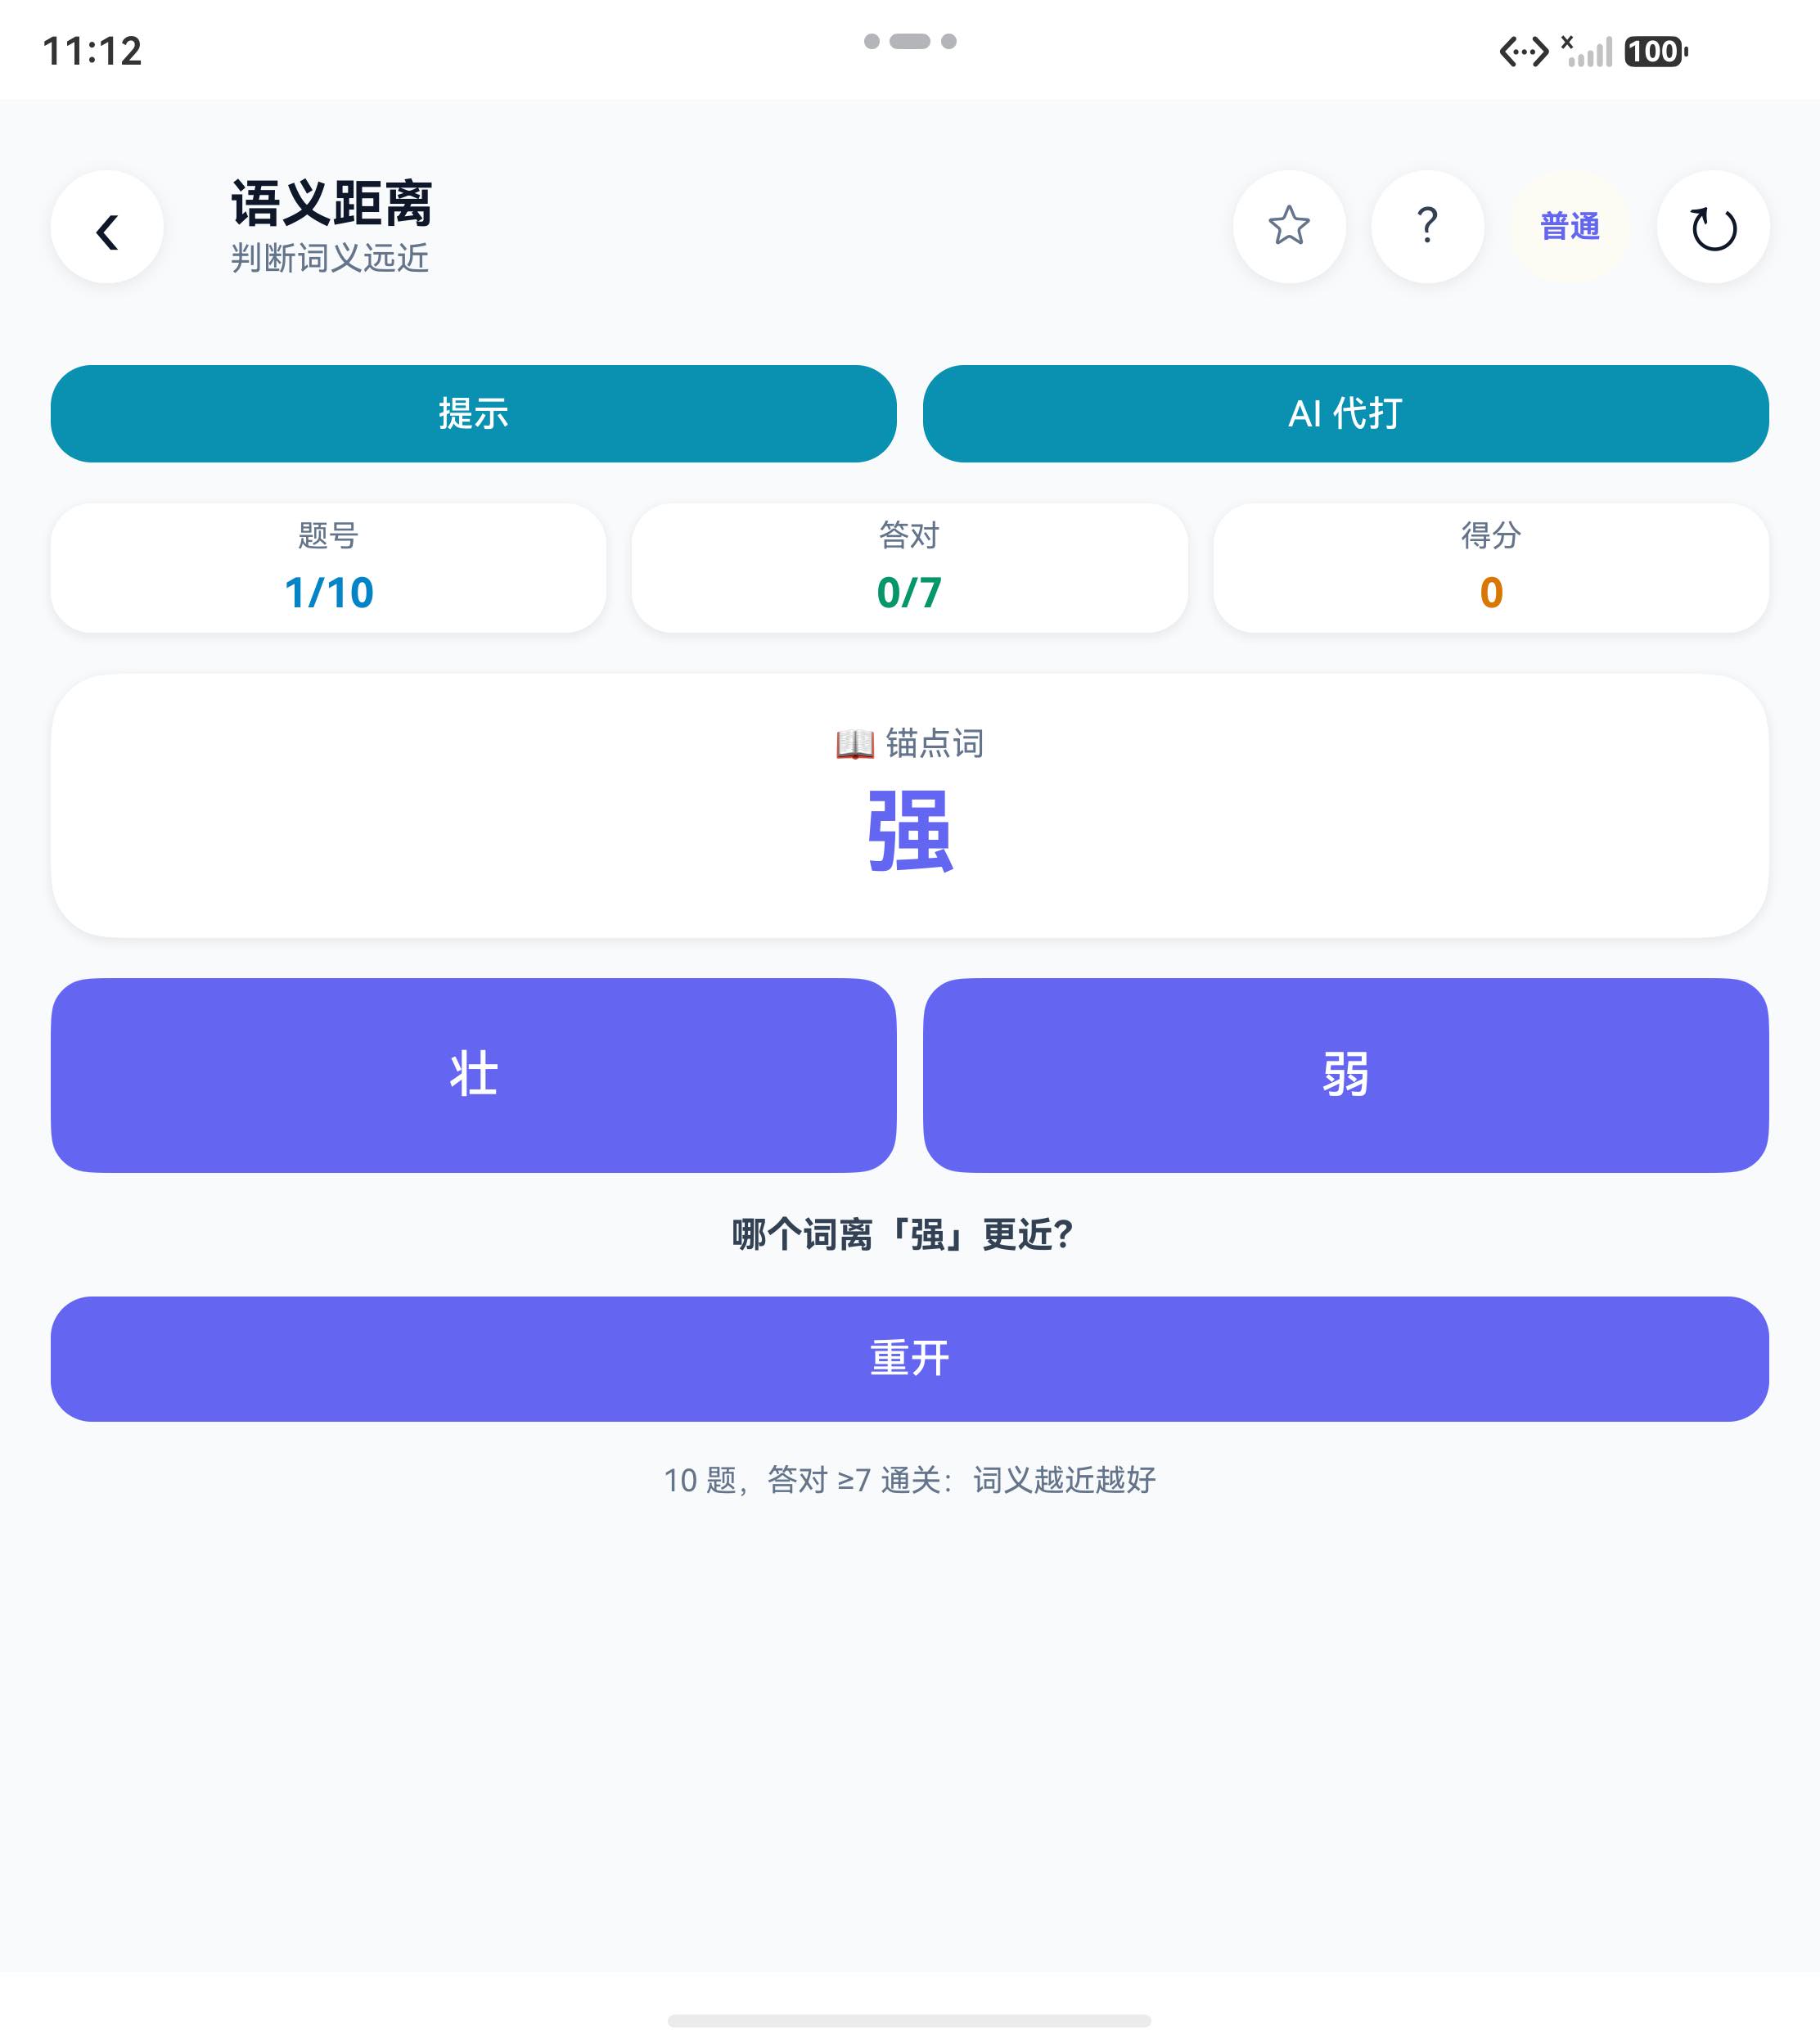 11:12
100
语义距离
判断词义远近
?
普通
提示
AI 代打
题号
1/10
答对
0/7
得分
0
📖 锚点词
强
壮
弱
哪个词离「强」更近?
重开
10 题，答对 ≥7 通关：词义越近越好